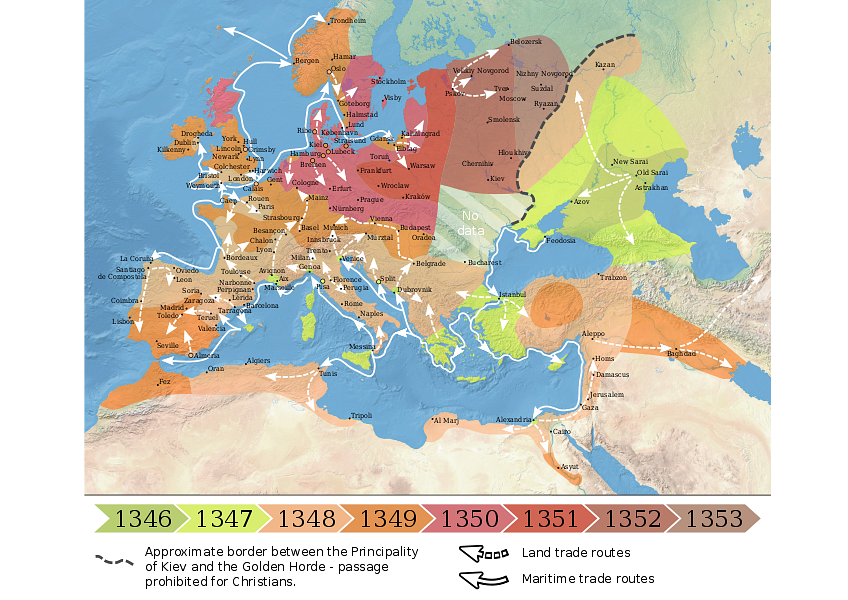 Trondheim
Belozersk
Hamar
Bergen
Oslo
Kazan
Velikiy Novgorod
Nizhny Novgorod
Stockholm
Pskov
Tver
Suzdal
Göteborg
Visby
Moscow
Ryazan
Halmstad
Lund
Smolensk
Drogheda
Ribe
København
Kaliningrad
Dublin
York
Hull
Kiel
Stralsund
Gdansk
Kilkenny
Lincoln
Grimsby
Hamburg
Lübeck
Elblag
Hloukhiv
Newark
Lynn
Bremen
Torun
Chernihiv
New Sarai
Colchester
Harwich
Frankfurt
Warsaw
Old Sarai
Bristol
London
Gent
Cologne
Erfurt
Wroclaw
Kiev
Astrakhan
Weymouth
Calais
Caen
Rouen
Mainz
Prague
Kraków
Azov
Paris
Nürnberg
No
data
Strasbourg
Vienna
Besançon
Basel
Munich
Budapest
Chalon
Innsbruck
Mürztal
Oradea
Feodosia
Lyon
Trento
La Coruña
Bordeaux
Milan
Venice
Belgrade
Bucharest
Santiago
de Compostela
Oviedo
Toulouse
Avignon
Genoa
Leon
Narbonne
Aix
Florence
Split
Trabzon
Soria
Perpignan
Marseille
Pisa
Perugia
Dubrovnik
Istanbul
Coimbra
Zaragoza
Lerida
Madrid
Barcelona
Rome
Lisbon
Toledo
Teruel
Tarragona
Naples
Valencia
Aleppo
Seville
Messina
Almeria
Baghdad
Algiers
Homs
Oran
Tunis
Damascus
Fez
Jerusalem
Gaza
Tripoli
Al Marj
Alexandria
Cairo
Asyut
1346 1347 1348 1349 1350 1351 1352 1353
Approximate border between the Principality
of Kiev and the Golden Horde - passage
prohibited for Christians.
Land trade routes
Maritime trade routes